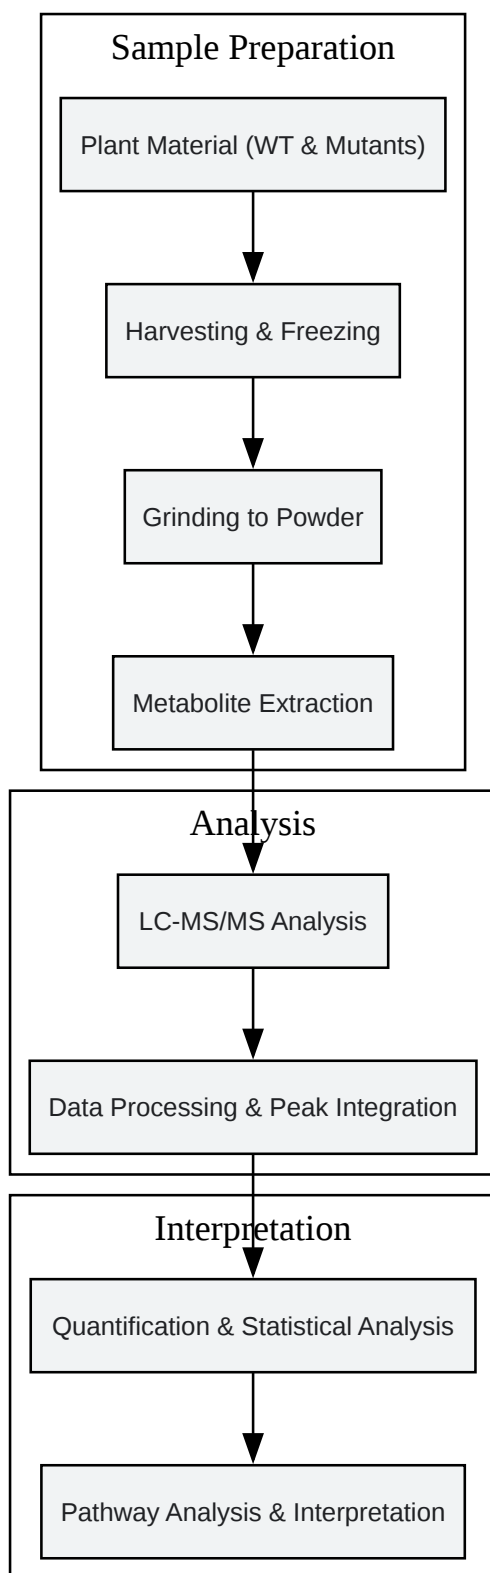 Sample Preparation
Plant Material (WT & Mutants)
Harvesting & Freezing
Grinding to Powder
Metabolite Extraction
Analysis
LC-MS/MS Analysis
Data Processing & Peak Integration
Interpretation
Quantification & Statistical Analysis
Pathway Analysis & Interpretation